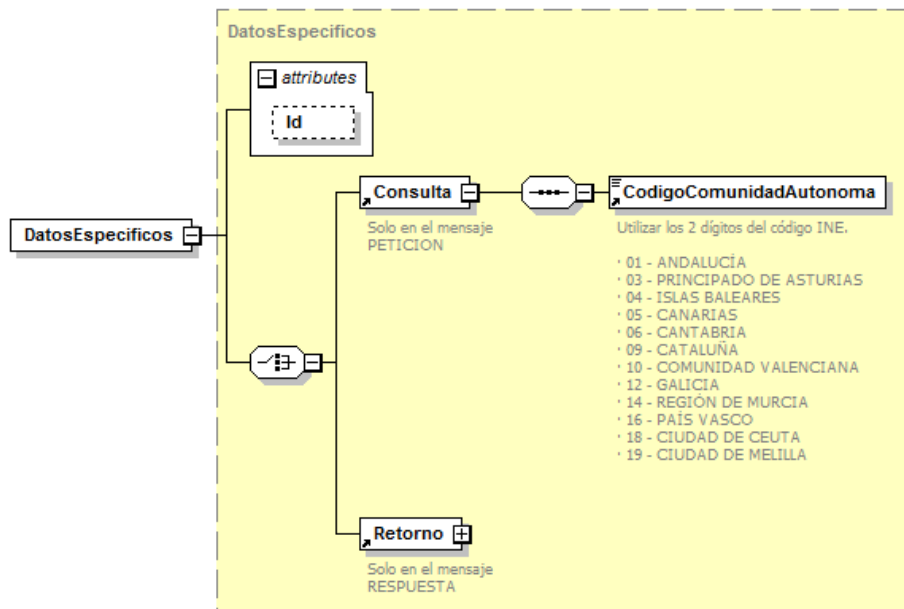 DatosEspecificos
attributes
Id
DatosEspecificos
Consulta
Solo en el mensaje
PETICION
CodigoComunidadAutonoma
Utilizar los 2 dígitos del código INE.
· 01 - ANDALUCÍA
· 03 - PRINCIPADO DE ASTURIAS
· 04 - ISLAS BALEARES
· 05 - CANARIAS
· 06 - CANTABRIA
· 09 - CATALUÑA
· 10 - COMUNIDAD VALENCIANA
· 12 - GALICIA
· 14 - REGIÓN DE MURCIA
· 16 - PAÍS VASCO
· 18 - CIUDAD DE CEUTA
· 19 - CIUDAD DE MELILLA
Retorno
Solo en el mensaje
RESPUESTA